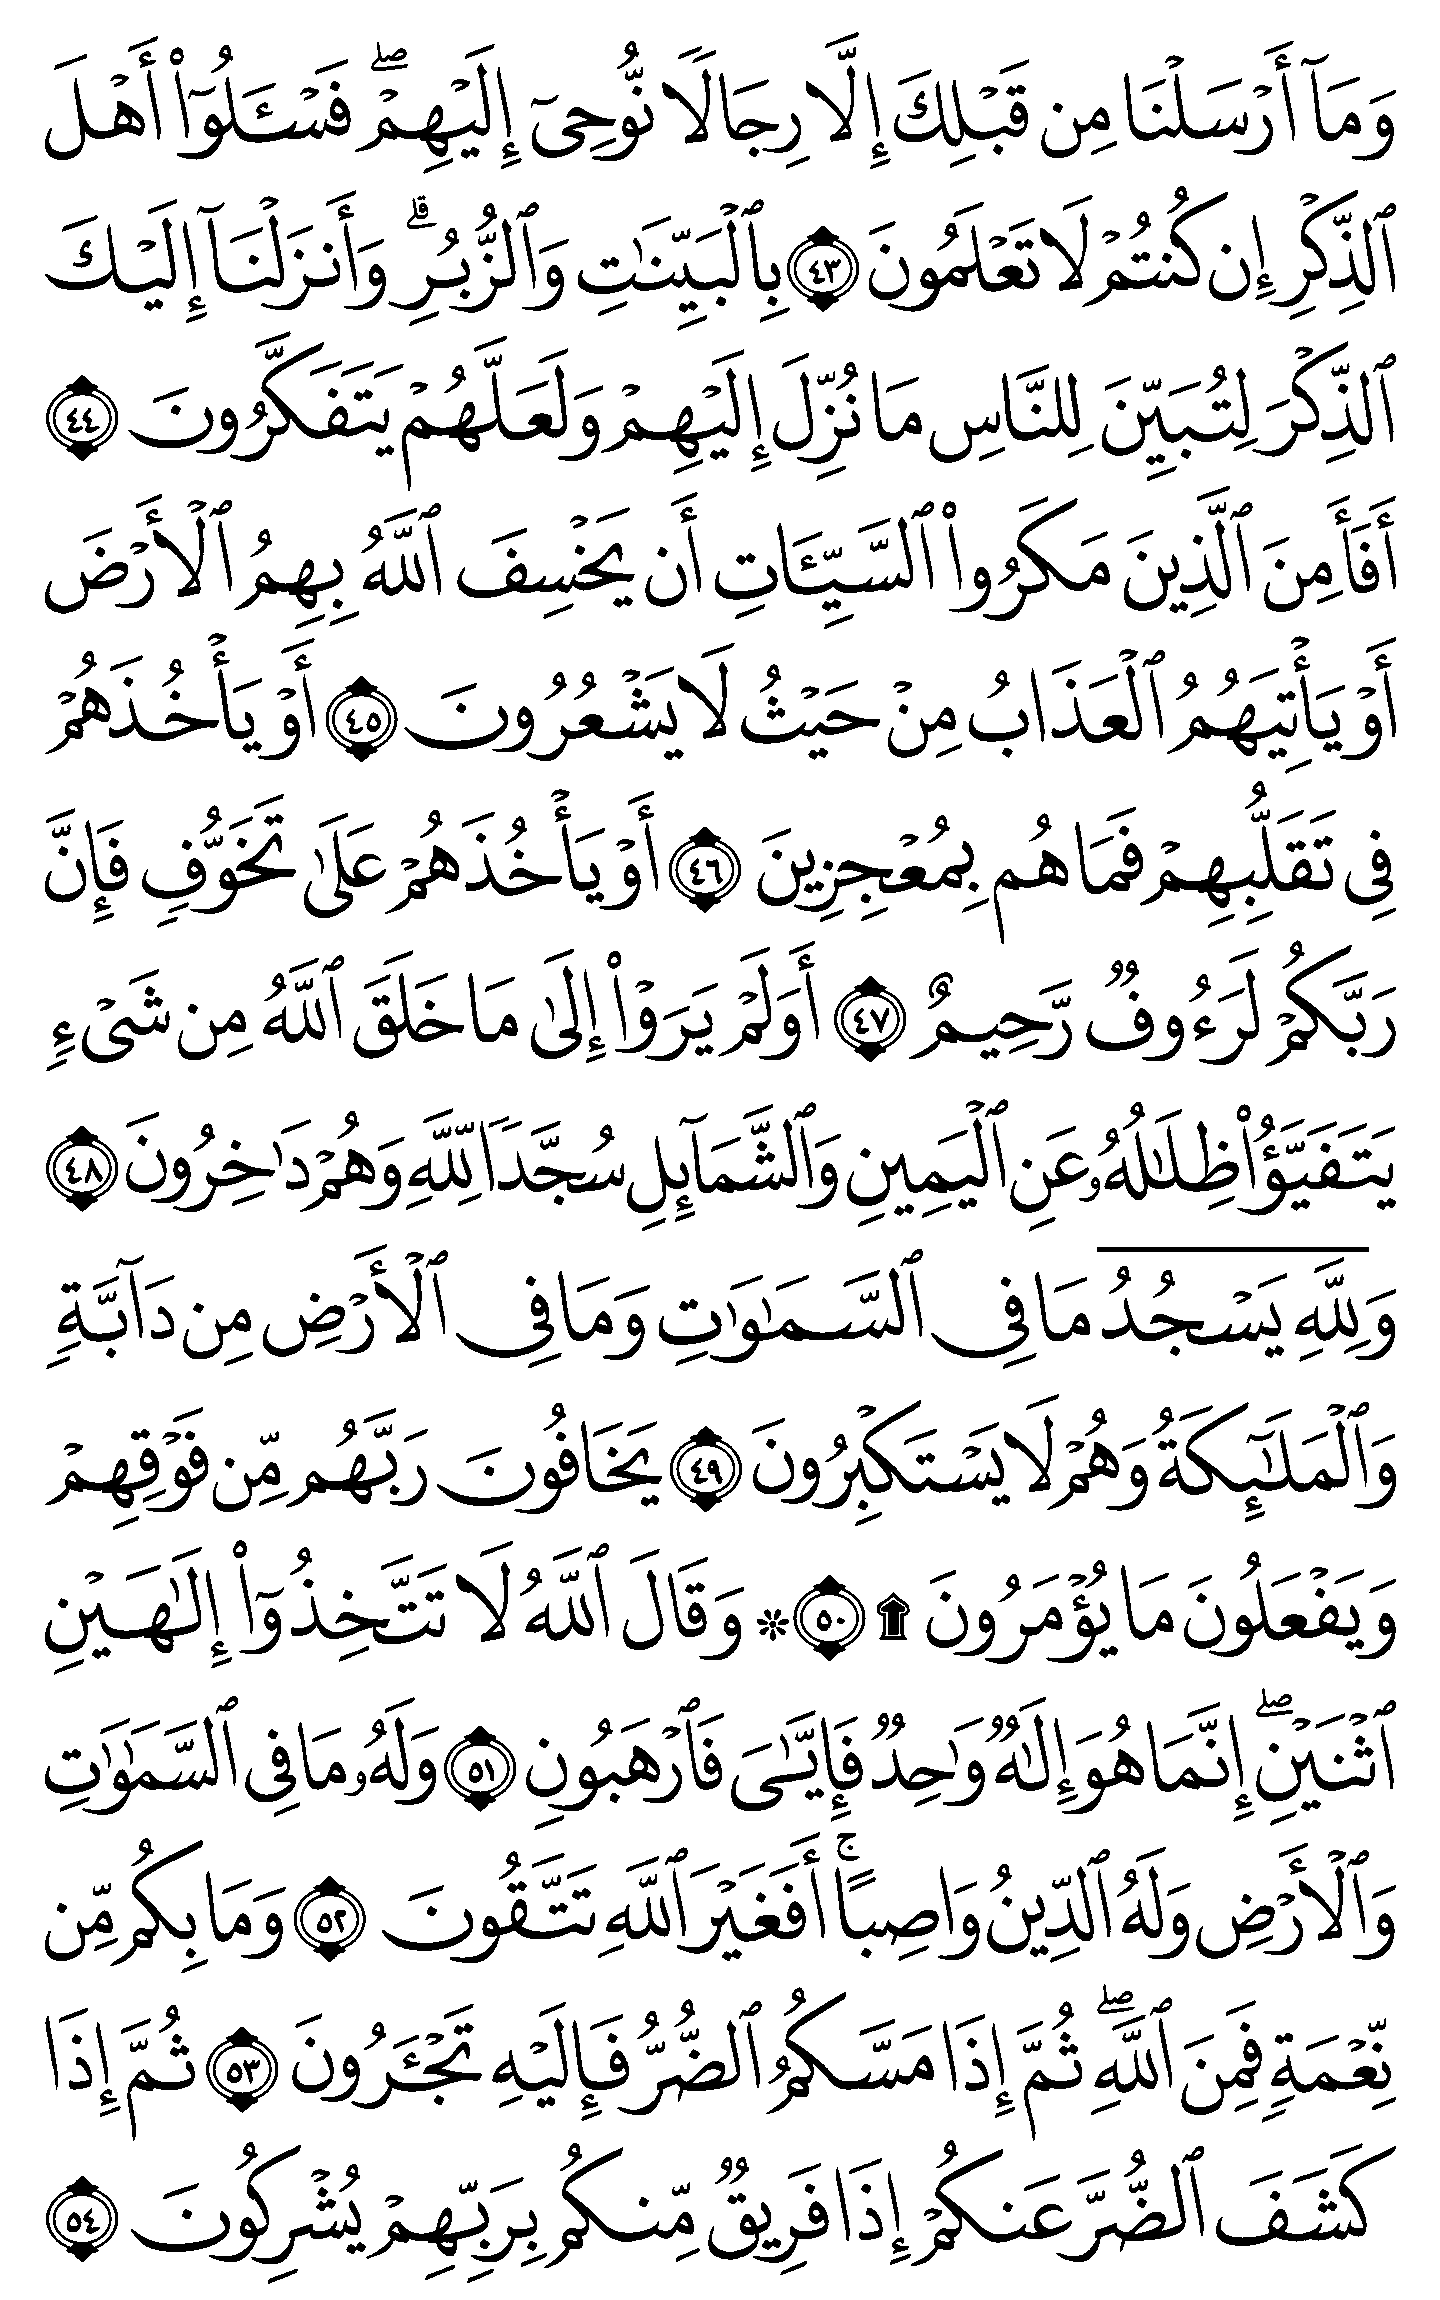 وَمَآ أَرْسَلْنَا مِن قَبْلِكَ إِلَّا رِجَالًا نُّوحِىٓ إِلَيْهِمْ ۖ فَسْـَٔلُوٓا۟ أَهْلَ
ٱلذِّكْرِ إِن كُنتُمْ لَا تَعْلَمُونَ ٤٣ بِٱلْبَيِّنَـٰتِ وَٱلزُّبُرِ ۗ وَأَنزَلْنَآ إِلَيْكَ
ٱلذِّكْرَ لِتُبَيِّنَ لِلنَّاسِ مَا نُزِّلَ إِلَيْهِمْ وَلَعَلَّهُمْ يَتَفَكَّرُونَ ٤٤
أَفَأَمِنَ ٱلَّذِينَ مَكَرُوا۟ ٱلسَّيِّـَٔاتِ أَن يَخْسِفَ ٱللَّهُ بِهِمُ ٱلْأَرْضَ
أَوْ يَأْتِيَهُمُ ٱلْعَذَابُ مِنْ حَيْثُ لَا يَشْعُرُونَ ٤٥ أَوْ يَأْخُذَهُمْ
فِى تَقَلُّبِهِمْ فَمَا هُم بِمُعْجِزِينَ ٤٦ أَوْ يَأْخُذَهُمْ عَلَىٰ تَخَوُّفٍ فَإِنَّ
رَبَّكُمْ لَرَءُوفٌ رَّحِيمٌ ٤٧ أَوَلَمْ يَرَوْا۟ إِلَىٰ مَا خَلَقَ ٱللَّهُ مِن شَىْءٍ
يَتَفَيَّؤُا۟ ظِلَـٰلُهُۥ عَنِ ٱلْيَمِينِ وَٱلشَّمَآئِلِ سُجَّدًا لِّلَّهِ وَهُمْ دَٰخِرُونَ ٤٨
وَلِلَّهِ يَسْجُدُ مَا فِى ٱلسَّمَـٰوَٰتِ وَمَا فِى ٱلْأَرْضِ مِن دَآبَّةٍ
وَٱلْمَلَـٰٓئِكَةُ وَهُمْ لَا يَسْتَكْبِرُونَ ٤٩ يَخَافُونَ رَبَّهُم مِّن فَوْقِهِمْ
وَيَفْعَلُونَ مَا يُؤْمَرُونَ ۩ ٥٠ ۞ وَقَالَ ٱللَّهُ لَا تَتَّخِذُوٓا۟ إِلَـٰهَيْنِ
ٱثْنَيْنِ ۖ إِنَّمَا هُوَ إِلَـٰهٌ وَٰحِدٌ فَإِيَّـٰىَ فَٱرْهَبُونِ ٥١ وَلَهُۥ مَا فِى ٱلسَّمَـٰوَٰتِ
وَٱلْأَرْضِ وَلَهُ ٱلدِّينُ وَاصِبًا ۚ أَفَغَيْرَ ٱللَّهِ تَتَّقُونَ ٥٢ وَمَا بِكُم مِّن
نِّعْمَةٍ فَمِنَ ٱللَّهِ ۖ ثُمَّ إِذَا مَسَّكُمُ ٱلضُّرُّ فَإِلَيْهِ تَجْـَٔرُونَ ٥٣ ثُمَّ إِذَا
كَشَفَ ٱلضُّرَّ عَنكُمْ إِذَا فَرِيقٌ مِّنكُم بِرَبِّهِمْ يُشْرِكُونَ ٥٤